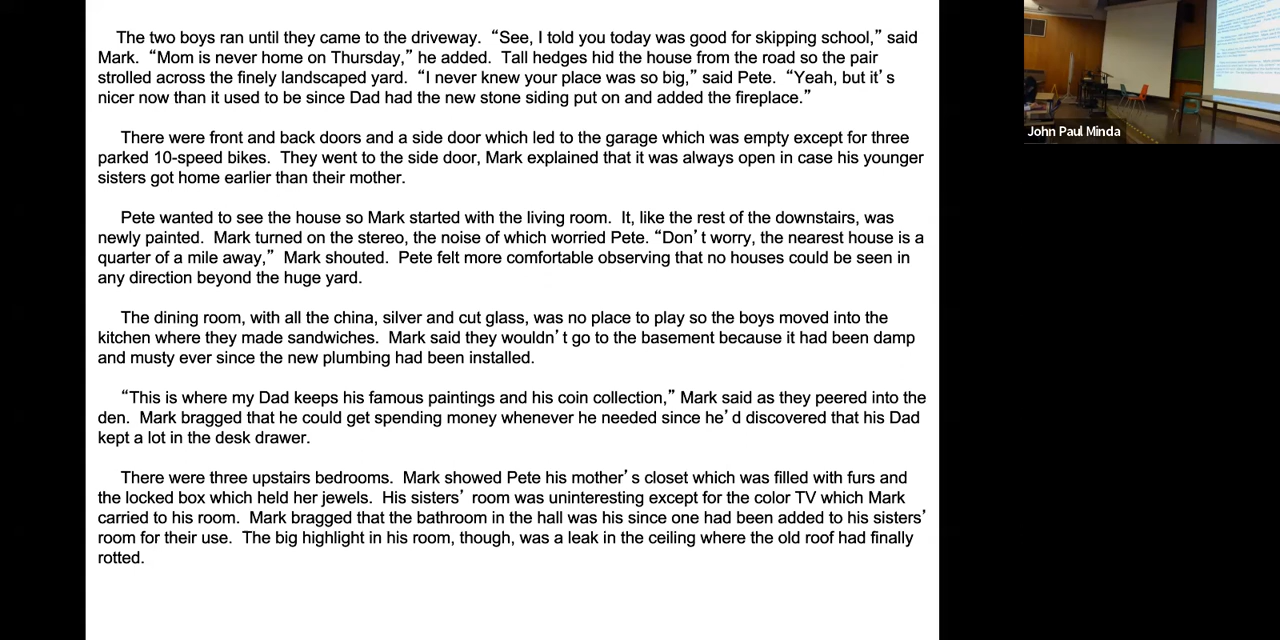 The two boys ran until they came to the driveway. “See, I told you today was good for skipping school,” said
Mark. “Mom is never home on Thursday,” he added. Tall hedges hid the house from the road so the pair
strolled across the finely landscaped yard. “I never knew your place was so big,” said Pete. “Yeah, but it’s
nicer now than it used to be since Dad had the new stone siding put on and added the fireplace.”
There were front and back doors and a side door which led to the garage which was empty except for three
parked 10-speed bikes. They went to the side door, Mark explained that it was always open in case his younger
sisters got home earlier than their mother.
Pete wanted to see the house so Mark started with the living room. It, like the rest of the downstairs, was
newly painted. Mark turned on the stereo, the noise of which worried Pete. “Don’t worry, the nearest house is a
quarter of a mile away,” Mark shouted. Pete felt more comfortable observing that no houses could be seen in
any direction beyond the huge yard.
The dining room, with all the china, silver and cut glass, was no place to play so the boys moved into the
kitchen where they made sandwiches. Mark said they wouldn’t go to the basement because it had been damp
and musty ever since the new plumbing had been installed.
“This is where my Dad keeps his famous paintings and his coin collection,” Mark said as they peered into the
den. Mark bragged that he could get spending money whenever he needed since he’d discovered that his Dad
kept a lot in the desk drawer.
There were three upstairs bedrooms. Mark showed Pete his mother’s closet which was filled with furs and
the locked box which held her jewels. His sisters’ room was uninteresting except for the color TV which Mark
carried to his room. Mark bragged that the bathroom in the hall was his since one had been added to his sisters’
room for their use. The big highlight in his room, though, was a leak in the ceiling where the old roof had finally
rotted.
John Paul Minda